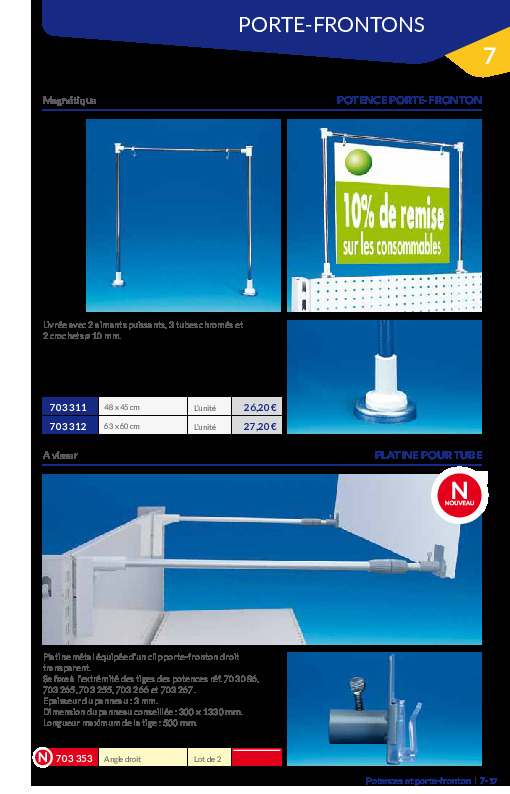 PORTE-FRONTONS
7
Magnétique
POTENCE PORTE-FRONTON
10% de remise
sur les consommables
Livrée avec 2 aimants puissants, 3 tubes chromés et
2 crochets ø 10 mm.
703 311 48 x 45 cm L'unité 26,20 €
703 312 63 x 60 cm L'unité 27,20 €
A visser
PLATINE POUR TUBE
N
NOUVEAU
Platine métal équipée d'un clip porte-fronton droit
transparent.
Se fixe à l'extrémité des tiges des potences réf. 703 086,
703 265, 703 255, 703 266 et 703 267.
Epaisseur du panneau : 3 mm.
Dimension du panneau conseillée : 300 x 1330 mm.
Longueur maximum de la tige : 500 mm.
N 703 353 Angle droit Lot de 2
Potences et porte-fronton | 7-17